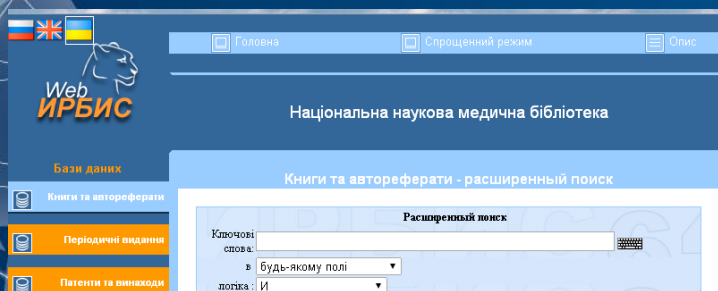 Головна
Спрощенний режим
Опис
Web
ИРБИС
Національна наукова медична бібліотека
Бази даних
Книги та автореферати
Періодичні видання
Патенти та винаходи
Книги та автореферати - расширенный поиск
Расширенный поиск
Ключові
слова:
в будь-якому полі
логіка : И